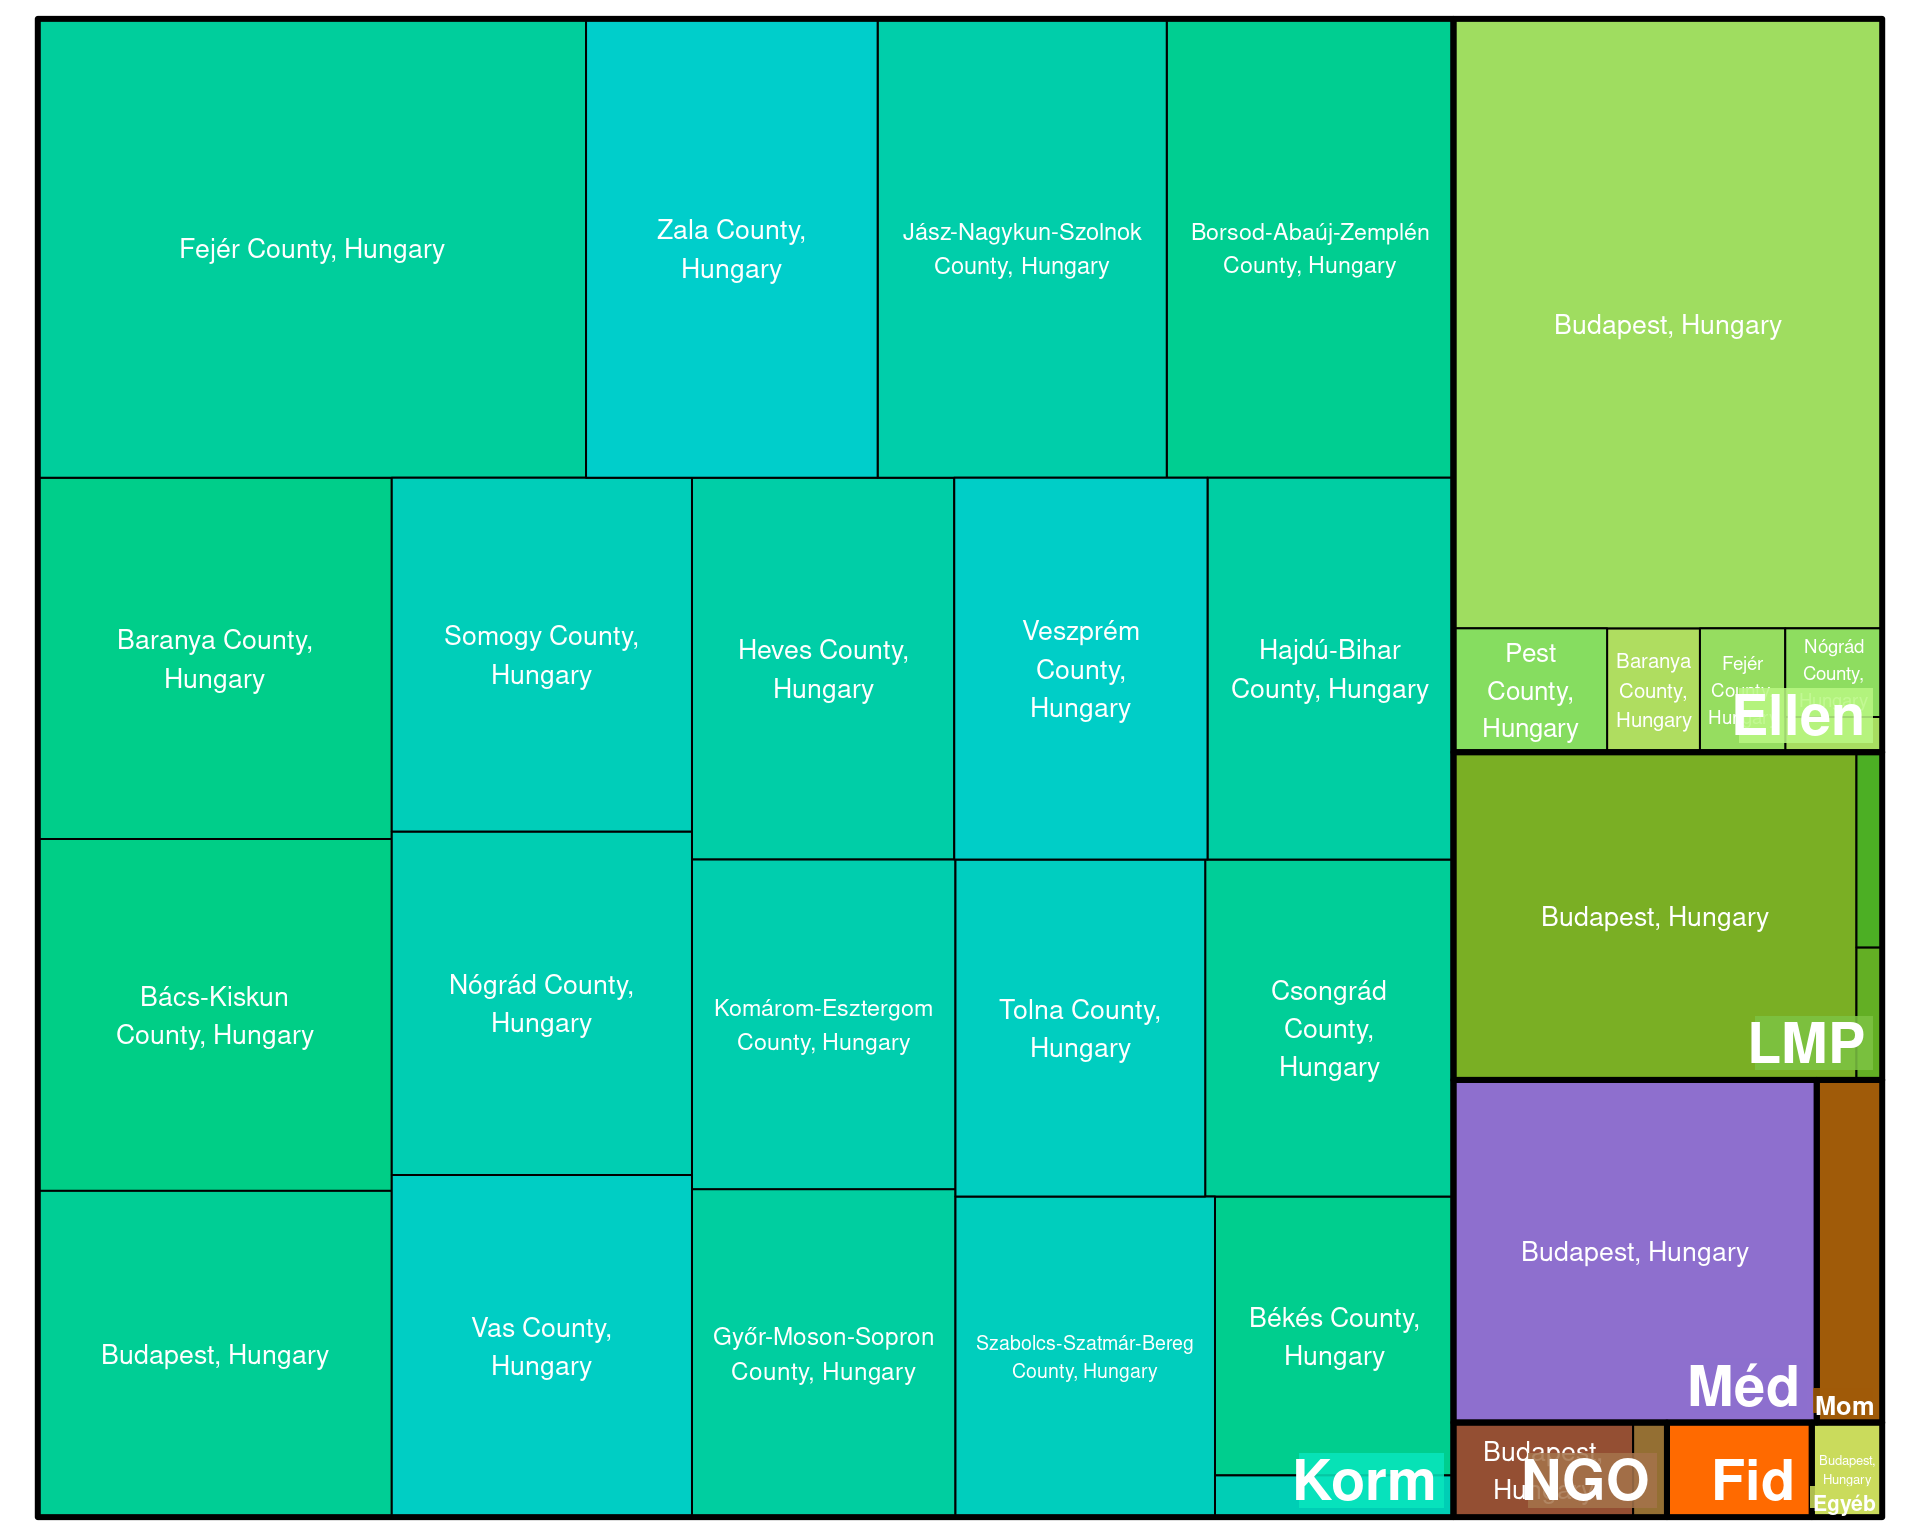 Fejér County, Hungary
Zala County,
Hungary
Jász-Nagykun-Szolnok
County, Hungary
Borsod-Abaúj-Zemplén
County, Hungary
Budapest, Hungary
Baranya County,
Hungary
Somogy County,
Hungary
Heves County,
Hungary
Veszprém
County,
Hungary
Hajdú-Bihar
County, Hungary
Pest
County,
Hungary
Baranya
County,
Hungary
Fejér
County,
Nógrád
County,
Hungary
Ellen
Bács-Kiskun
County, Hungary
Nógrád County,
Hungary
Komárom-Esztergom
County, Hungary
Tolna County,
Hungary
Csongrád
County,
Hungary
Budapest, Hungary
LMP
Budapest, Hungary
Vas County,
Hungary
Győr-Moson-Sopron
County, Hungary
Szabolcs-Szatmár-Bereg
County, Hungary
Békés County,
Hungary
Korm
Budapest, Hungary
Méd
Mom
Budapest,
Hungary
NGO
Fid
Budapest,
Hungary
Egyéb